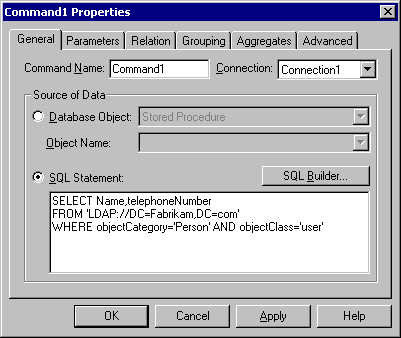 Command1 Properties
General Parameters Relation Grouping Aggregates Advanced
Command Name: Command1 Connection: Connection1
Source of Data
Database Object: Stored Procedure
Object Name:
SQL Statement: SQL Builder...
SELECT Name,telephoneNumber
FROM 'LDAP://DC=Fabrikam,DC=com'
WHERE objectCategory='Person' AND objectClass='user'
OK Cancel Apply Help